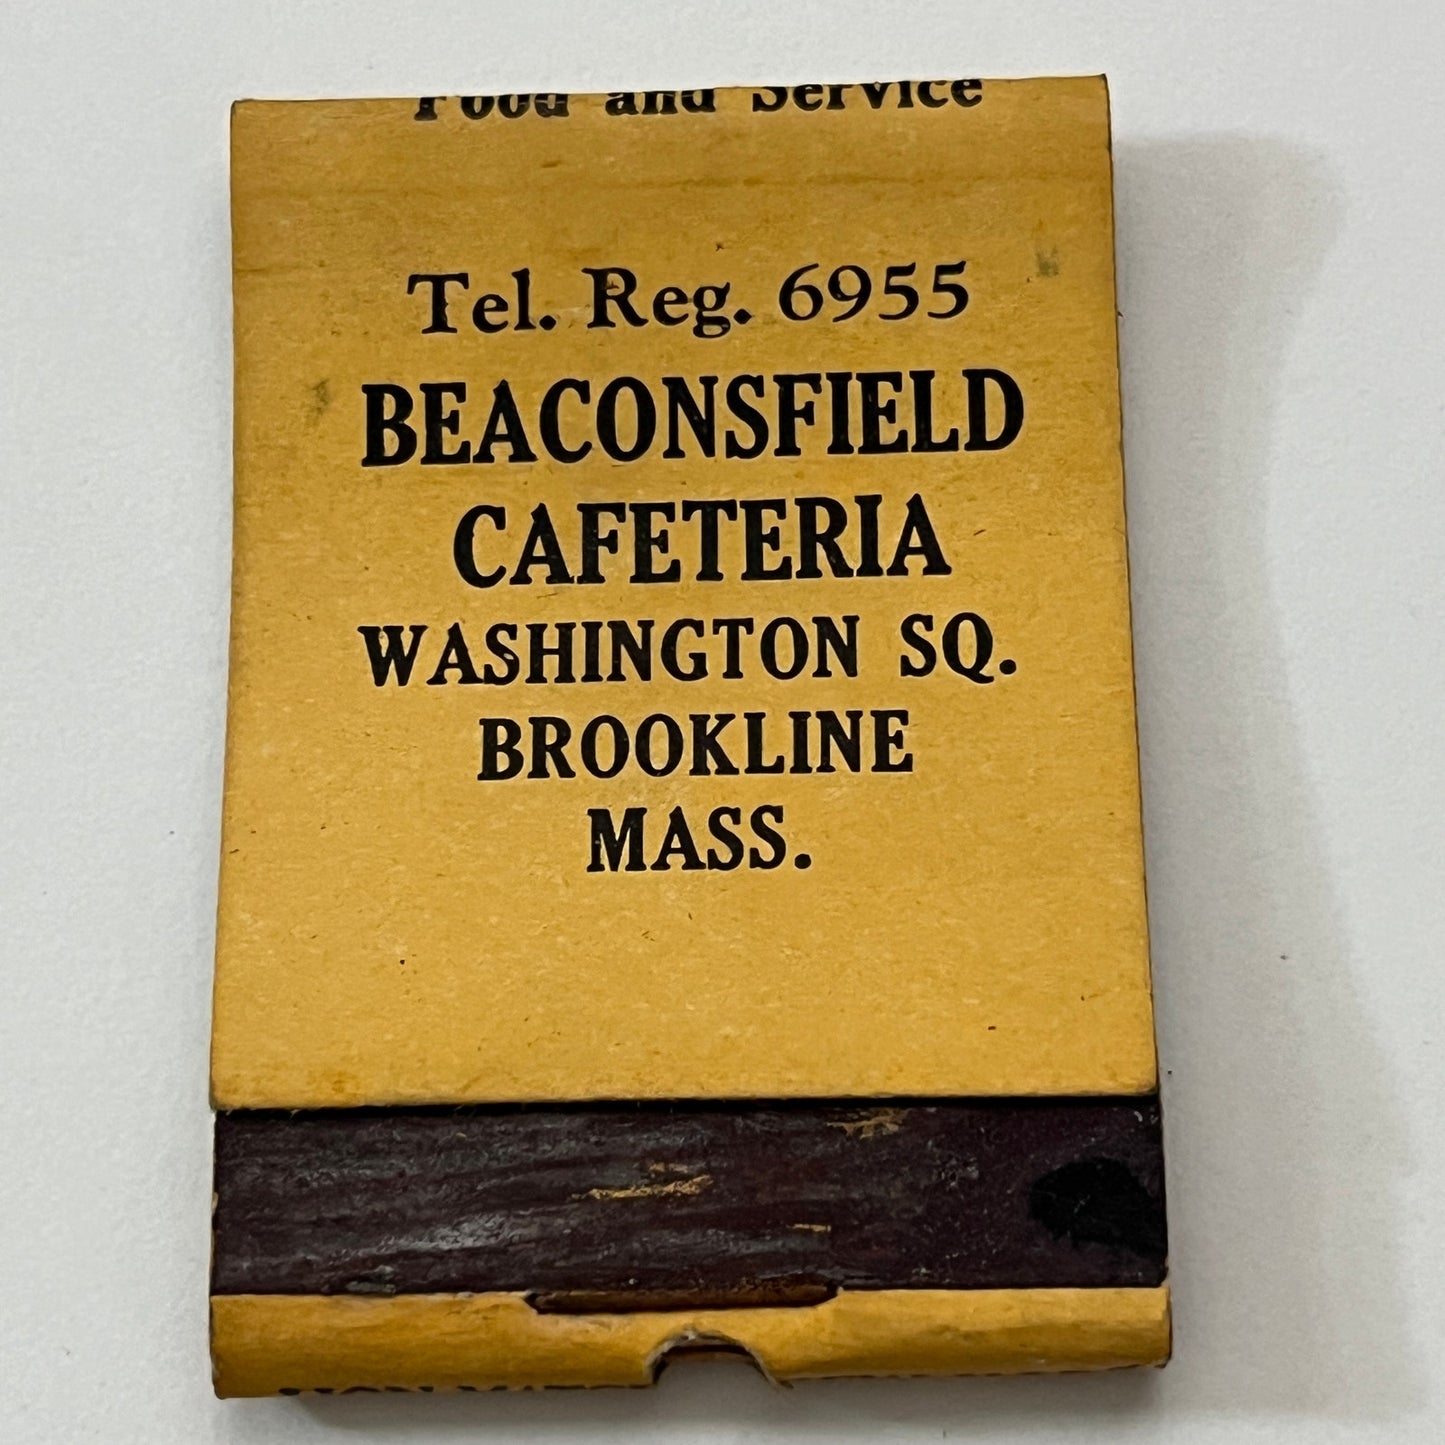 Food and Service
Tel. Reg. 6955
BEACONSFIELD
CAFETERIA
WASHINGTON SQ.
BROOKLINE
MASS.